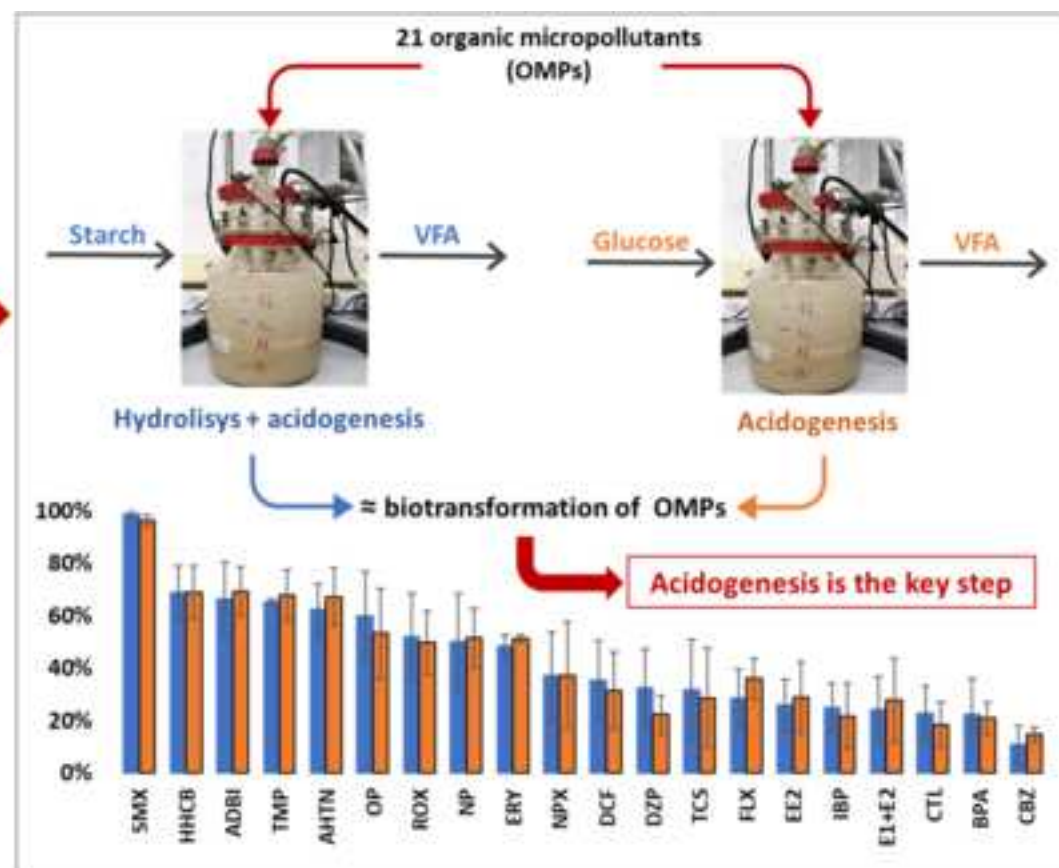 21 organic micropollutants
(OMPs)
Starch
VFA
Glucose
VFA
Hydrolisys + acidogenesis
Acidogenesis
≈ biotransformation of OMPs
Acidogenesis is the key step
100%
80%
60%
40%
20%
0%
SMX
HHCB
ADBI
TMP
AHTN
OP
ROX
NP
ERY
NPX
DCF
DZP
TCS
FLX
EE2
IBP
E1+E2
CTL
BPA
CBZ